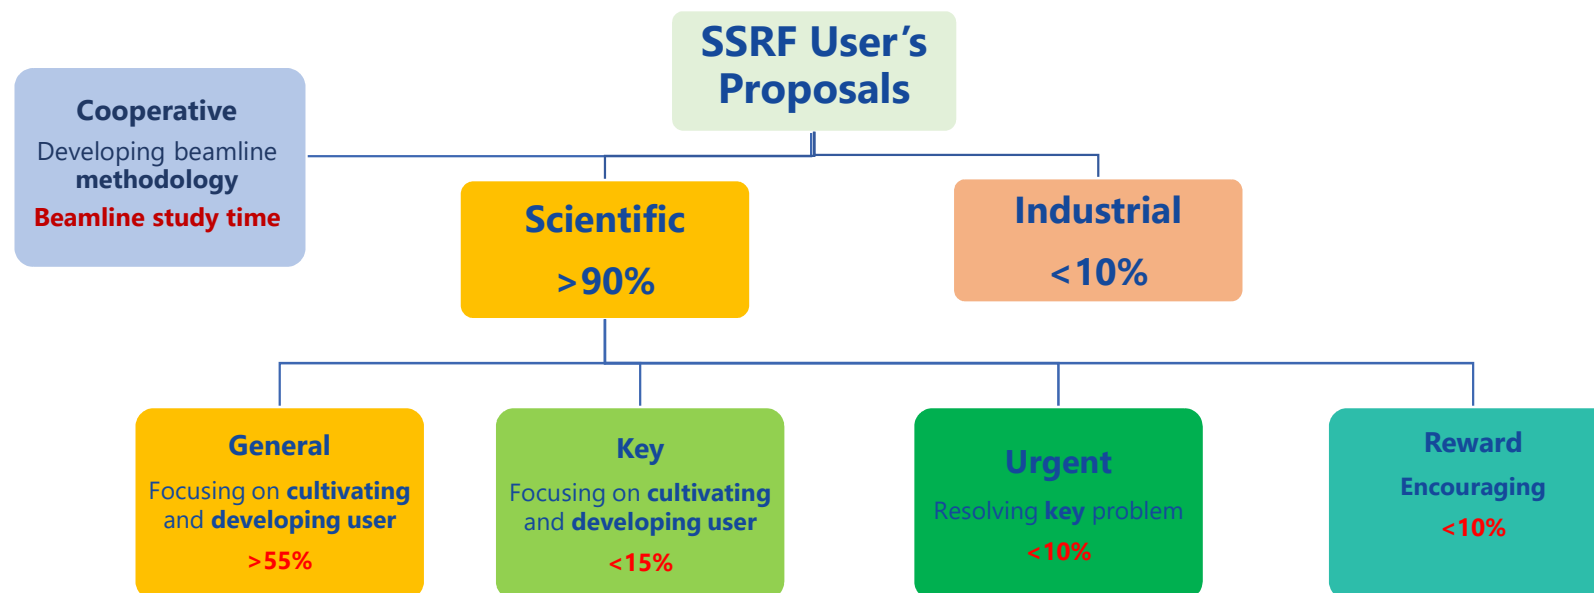 SSRF User’s
Proposals
Cooperative
Developing beamline
methodology
Beamline study time
Scientific
>90%
Industrial
<10%
General
Focusing on cultivating
and developing user
>55%
Key
Focusing on cultivating
and developing user
<15%
Urgent
Resolving key problem
<10%
Reward
Encouraging
<10%